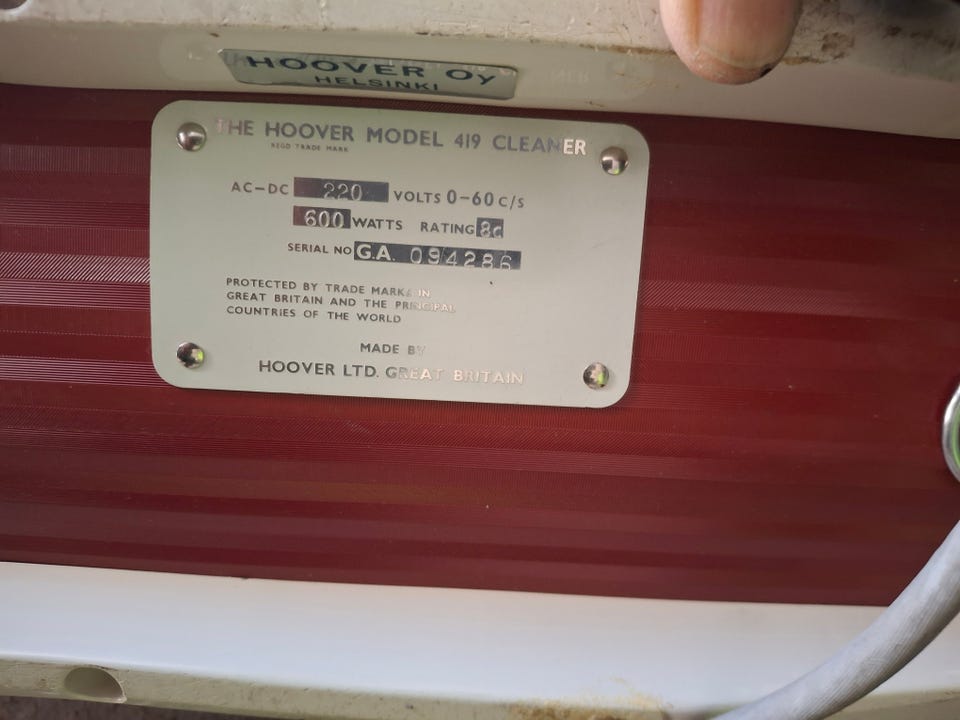 HOOVER OY
HELSINKI
THE HOOVER MODEL 419 CLEANER
REGD TRADE MARK
AC-DC 220 VOLTS 0-60 C/S
600 WATTS RATING 8c
SERIAL NO G.A. 094286
PROTECTED BY TRADE MARKS IN
GREAT BRITAIN AND THE PRINCIPAL
COUNTRIES OF THE WORLD
MADE BY
HOOVER LTD. GREAT BRITAIN